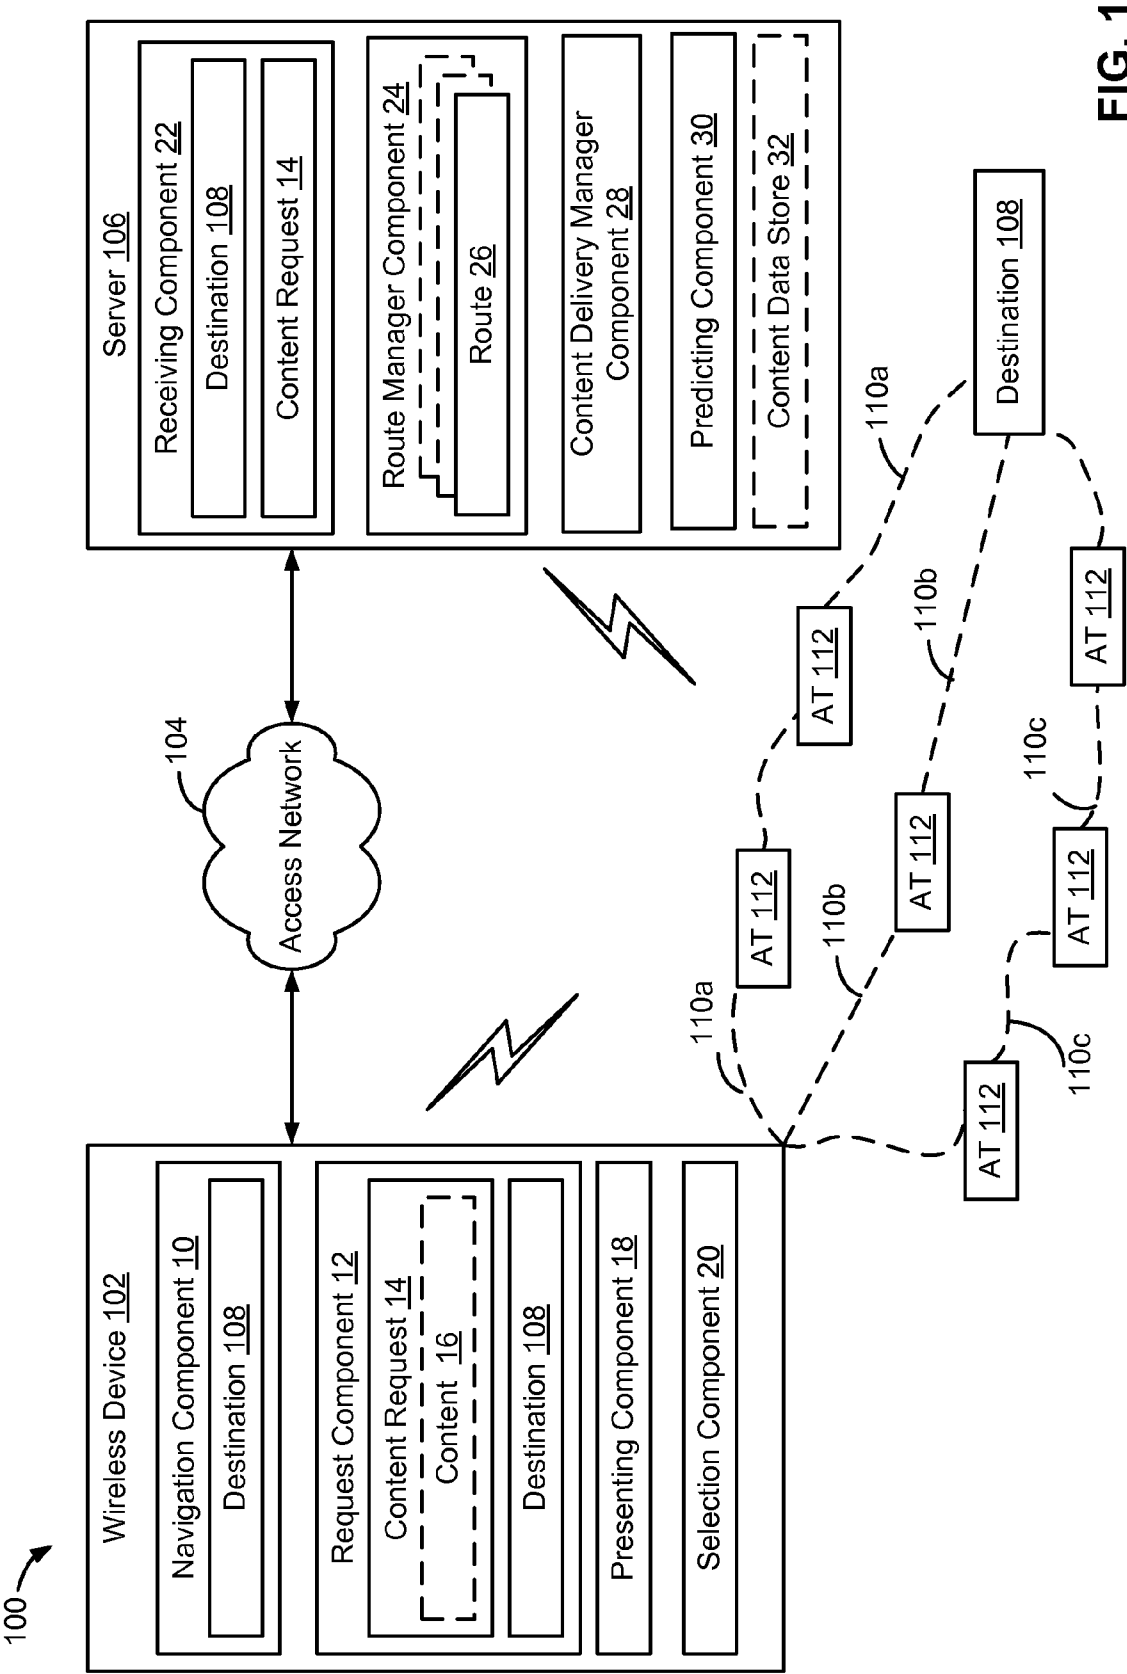 100
Wireless Device 102
Navigation Component 10
Destination 108
Request Component 12
Content Request 14
Content 16
Destination 108
Presenting Component 18
Selection Component 20
104
Access Network
Server 106
Receiving Component 22
Destination 108
Content Request 14
Route Manager Component 24
Route 26
Content Delivery Manager
Component 28
Predicting Component 30
Content Data Store 32
110a
AT 112
AT 112
110a
110b
AT 112
110b
AT 112
110c
AT 112
110c
AT 112
Destination 108
FIG. 1